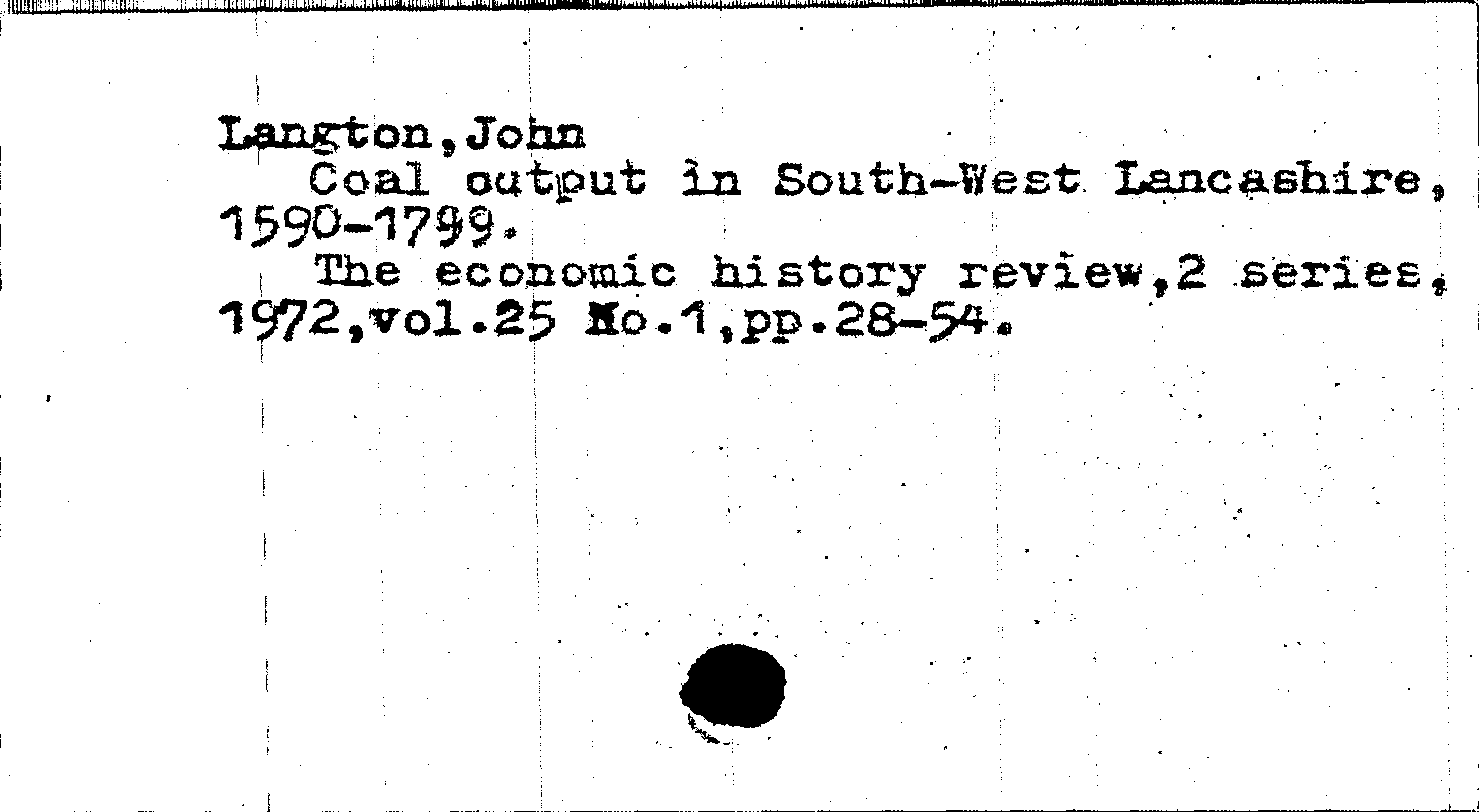 Langton,John
Coal output in South-West Lancashire,
1590-1799.
The economic history review,2 series,
1972,vol.25 No.1,pp.28-54.